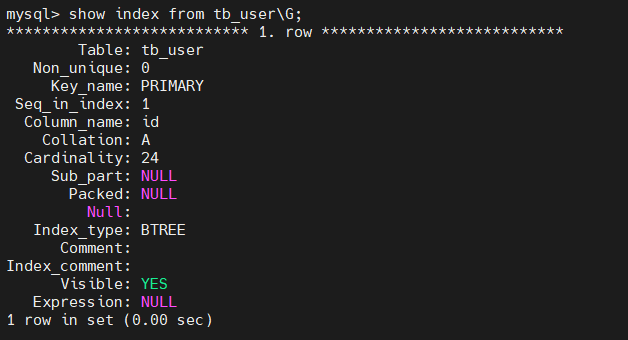 mysql> show index from tb_user\G;
*************************** 1. row ***************************
Table: tb_user
Non_unique: 0
Key_name: PRIMARY
Seq_in_index: 1
Column_name: id
Collation: A
Cardinality: 24
Sub_part: NULL
Packed: NULL
Null:
Index_type: BTREE
Comment:
Index_comment:
Visible: YES
Expression: NULL
1 row in set (0.00 sec)